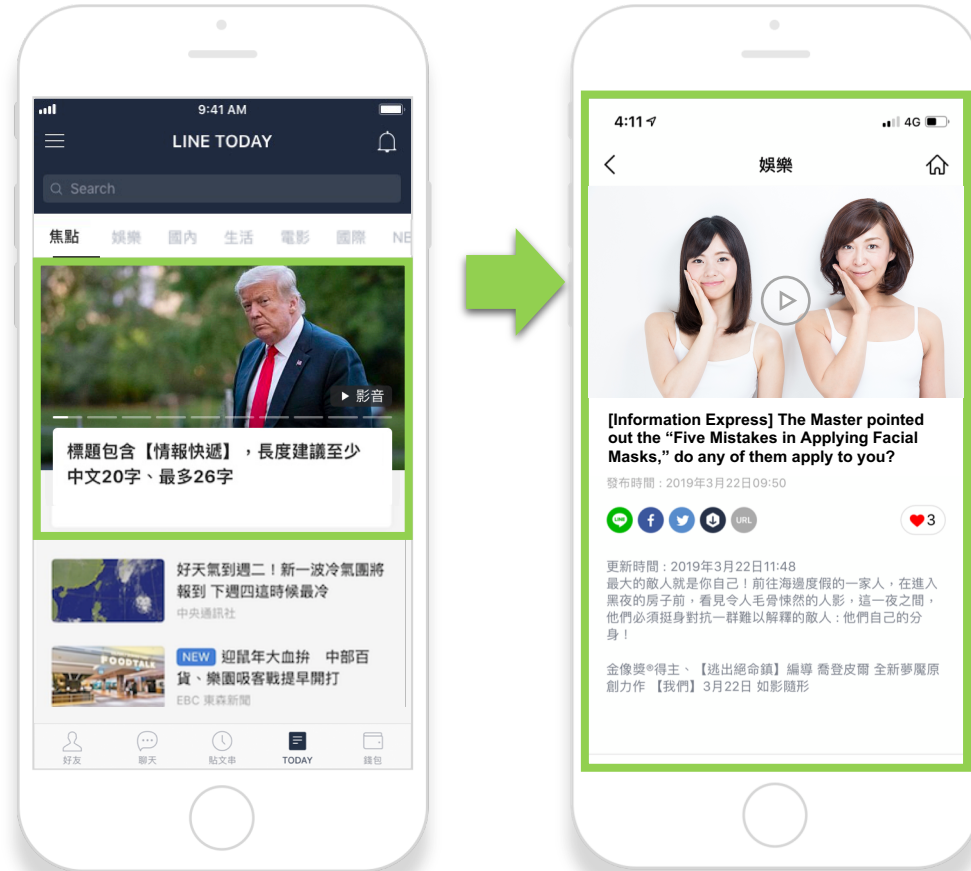 9:41 AM
LINE TODAY
Search
焦點 娛樂 國內 生活 電影 國際 NE
影音
標題包含【情報快遞】，長度建議至少
中文20字、最多26字
好天氣到週二！新一波冷氣團將
報到 下週四這時候最冷
中央通訊社
FOODTALK
NEW 迎鼠年大血拚 中部百
貨、樂園吸客戰提早開打
EBC 東森新聞
好友 聊天 貼文串 TODAY 錢包
4:11 4G
娛樂
[Information Express] The Master pointed
out the “Five Mistakes in Applying Facial
Masks,” do any of them apply to you?
發布時間 : 2019年3月22日09:50
LINE URL 3
更新時間 : 2019年3月22日11:48
最大的敵人就是你自己！前往海邊度假的一家人，在進入
黑夜的房子前，看見令人毛骨悚然的人影，這一夜之間，
他們必須挺身對抗一群難以解釋的敵人 : 他們自己的分
身！
金像獎®得主、【逃出絕命鎮】編導 喬登皮爾 全新夢魘原
創力作 【我們】3月22日 如影隨形